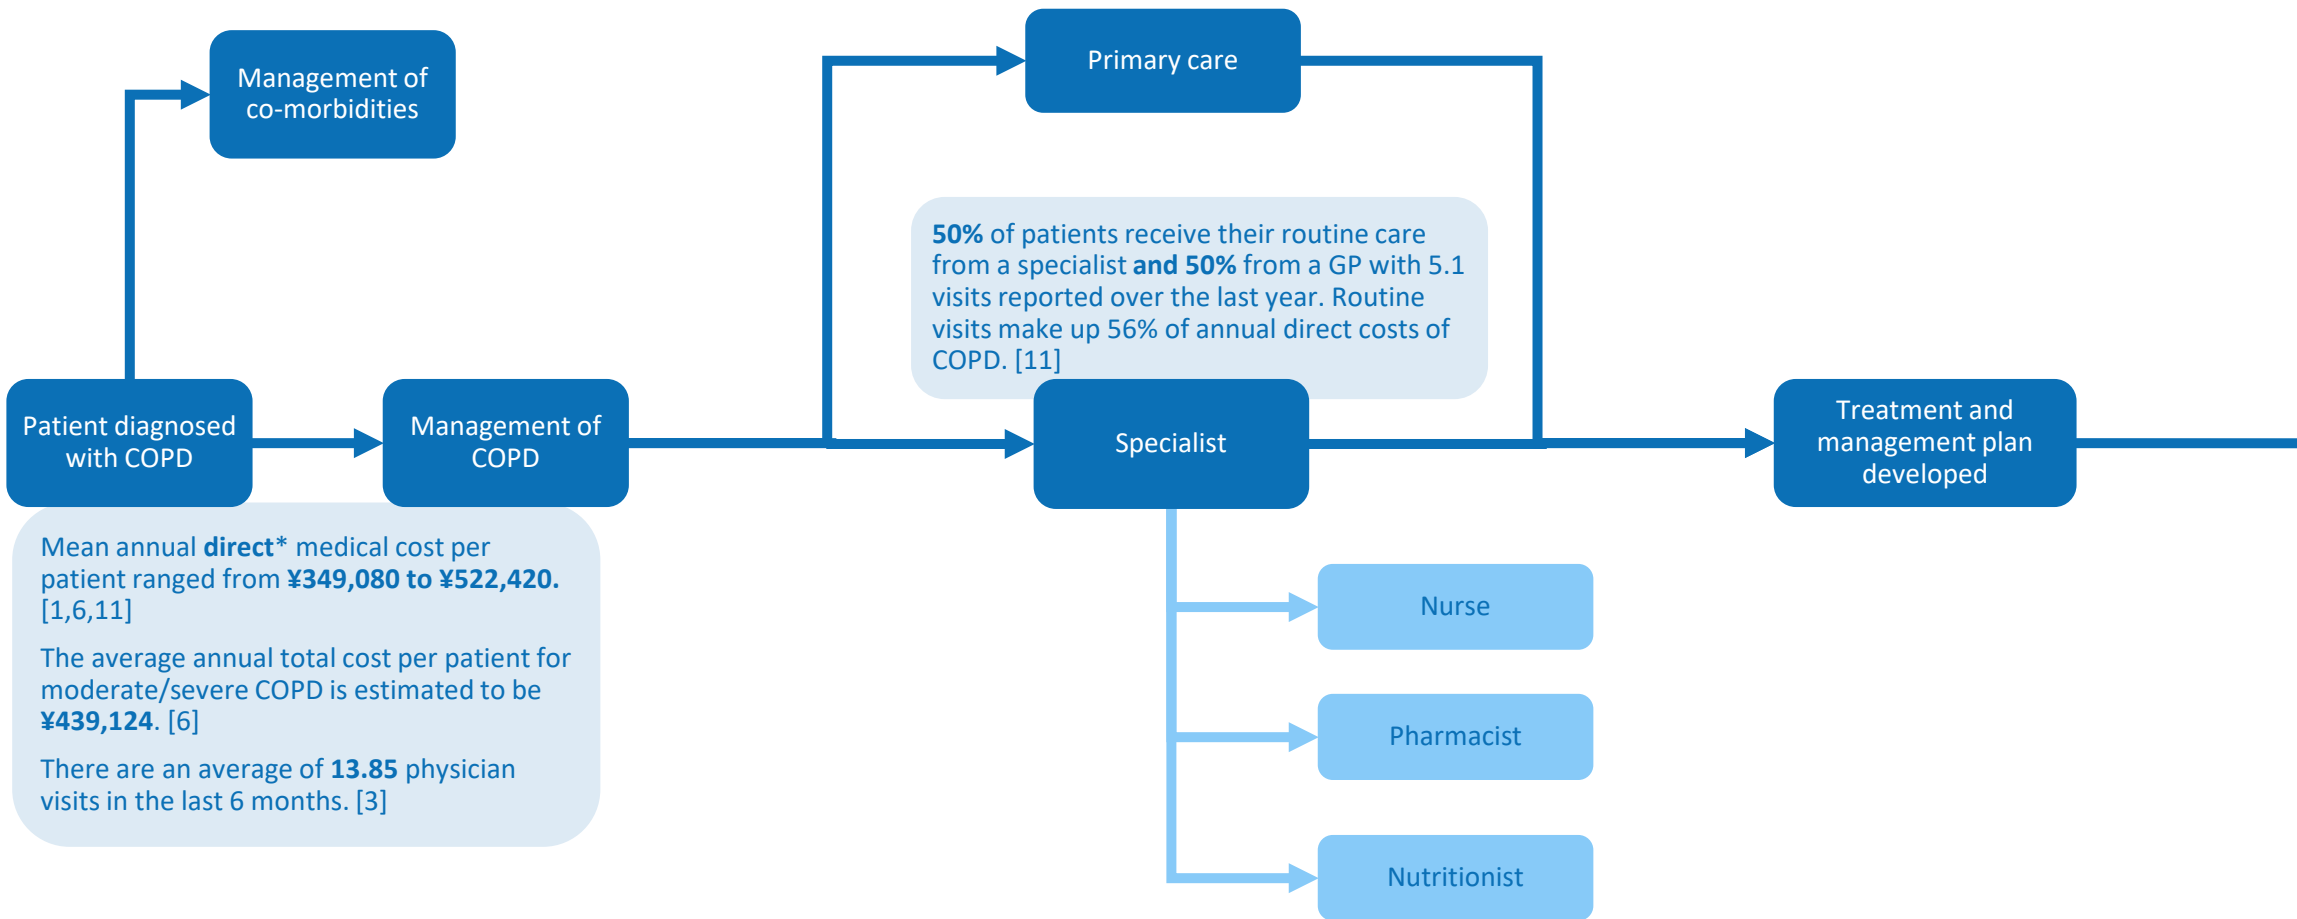 Management of
co-morbidities
Primary care
50% of patients receive their routine care
from a specialist and 50% from a GP with 5.1
visits reported over the last year. Routine
visits make up 56% of annual direct costs of
COPD. [11]
Patient diagnosed
with COPD
Management of
COPD
Specialist
Treatment and
management plan
developed
Mean annual direct* medical cost per
patient ranged from ¥349,080 to ¥522,420.
[1,6,11]
The average annual total cost per patient for
moderate/severe COPD is estimated to be
¥439,124. [6]
There are an average of 13.85 physician
visits in the last 6 months. [3]
Nurse
Pharmacist
Nutritionist